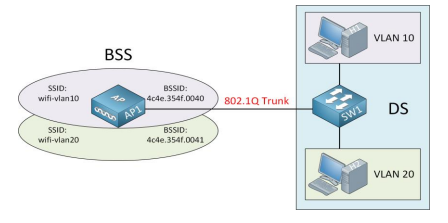 BSS
SSID:
wifi-vlan10
BSSID:
4c4e.354f.0040
AP
AP1
SSID:
wifi-vlan20
BSSID:
4c4e.354f.0041
802.1Q Trunk
VLAN 10
SW1
DS
VLAN 20